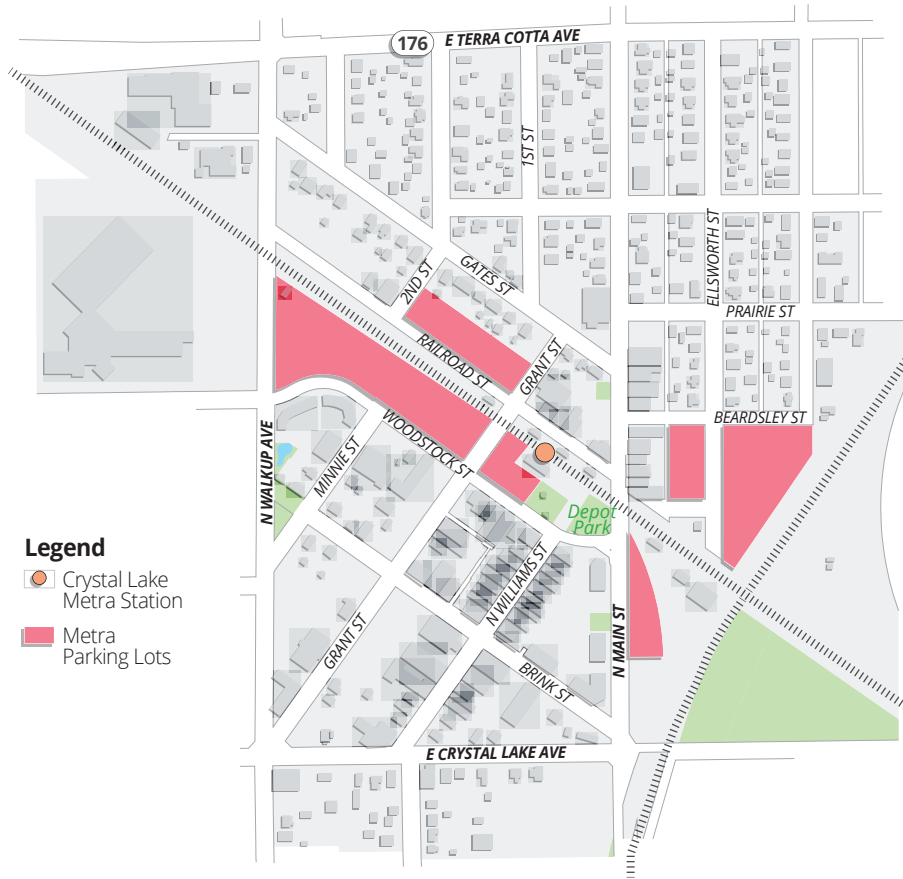 176
E TERRA COTTA AVE
1ST ST
ELLSWORTH ST
GATES ST
2ND ST
PRAIRIE ST
RAILROAD ST
GRANT ST
BEARDSLEY ST
WOODSTOCK ST
MINNIE ST
N WALKUP AVE
Depot
Park
Legend
Crystal Lake
Metra Station
Metra
Parking Lots
N WILLIAMS ST
GRANT ST
N MAIN ST
BRINK ST
E CRYSTAL LAKE AVE